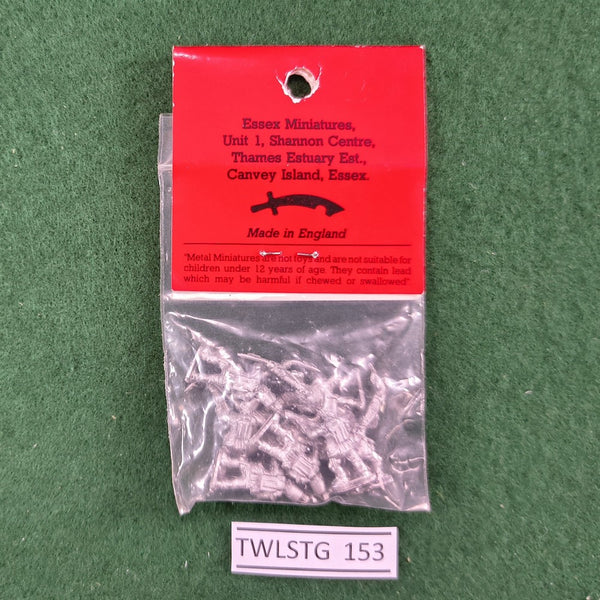 Essex Miniatures,
Unit 1, Shannon Centre,
Thames Estuary Est.,
Canvey Island, Essex.
Made in England
"Metal Miniatures are not toys and are not suitable for
children under 12 years of age. They contain lead
which may be harmful if chewed or swallowed"
TWLSTG 153